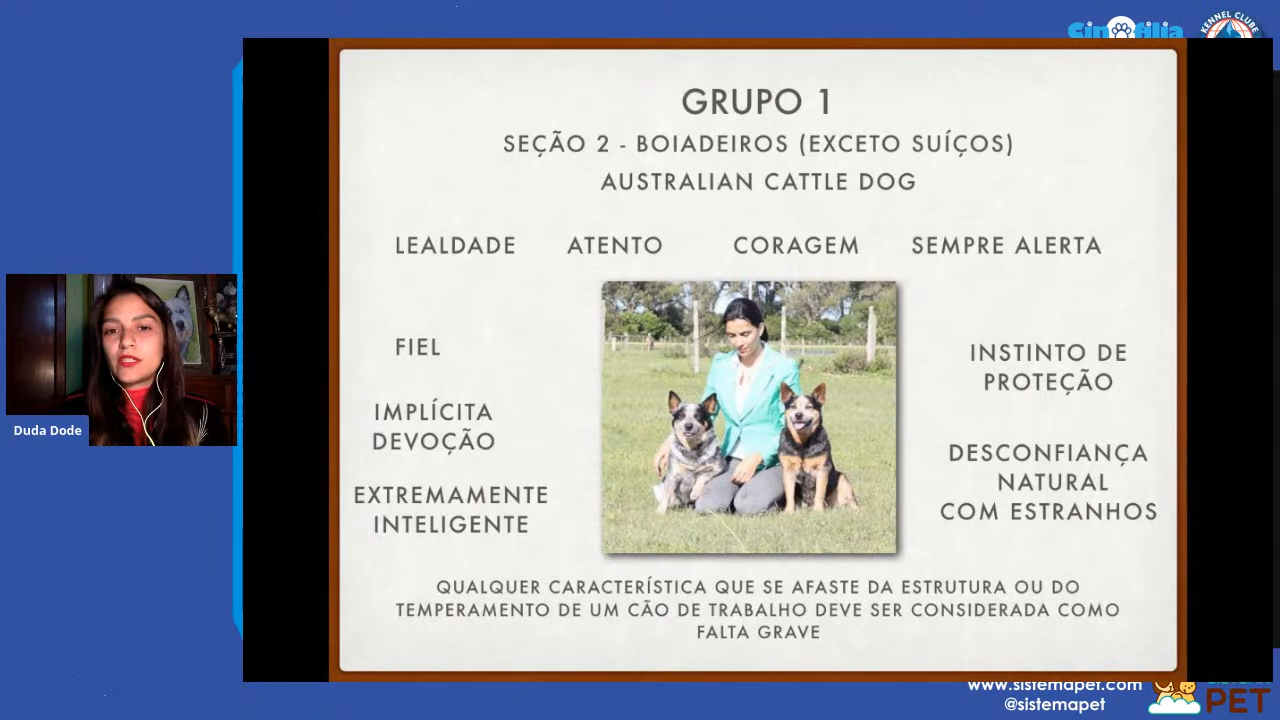 Cinofilia
KENNEL CLUBE
GRUPO 1
SEÇÃO 2 - BOIADEIROS (EXCETO SUÍÇOS)
AUSTRALIAN CATTLE DOG
LEALDADE ATENTO CORAGEM SEMPRE ALERTA
FIEL
IMPLÍCITA
DEVOÇÃO
EXTREMAMENTE
INTELIGENTE
INSTINTO DE
PROTEÇÃO
DESCONFIANÇA
NATURAL
COM ESTRANHOS
QUALQUER CARACTERÍSTICA QUE SE AFASTE DA ESTRUTURA OU DO
TEMPERAMENTO DE UM CÃO DE TRABALHO DEVE SER CONSIDERADA COMO
FALTA GRAVE
Duda Dode
www.sistemapet.com
@sistemapet
PET